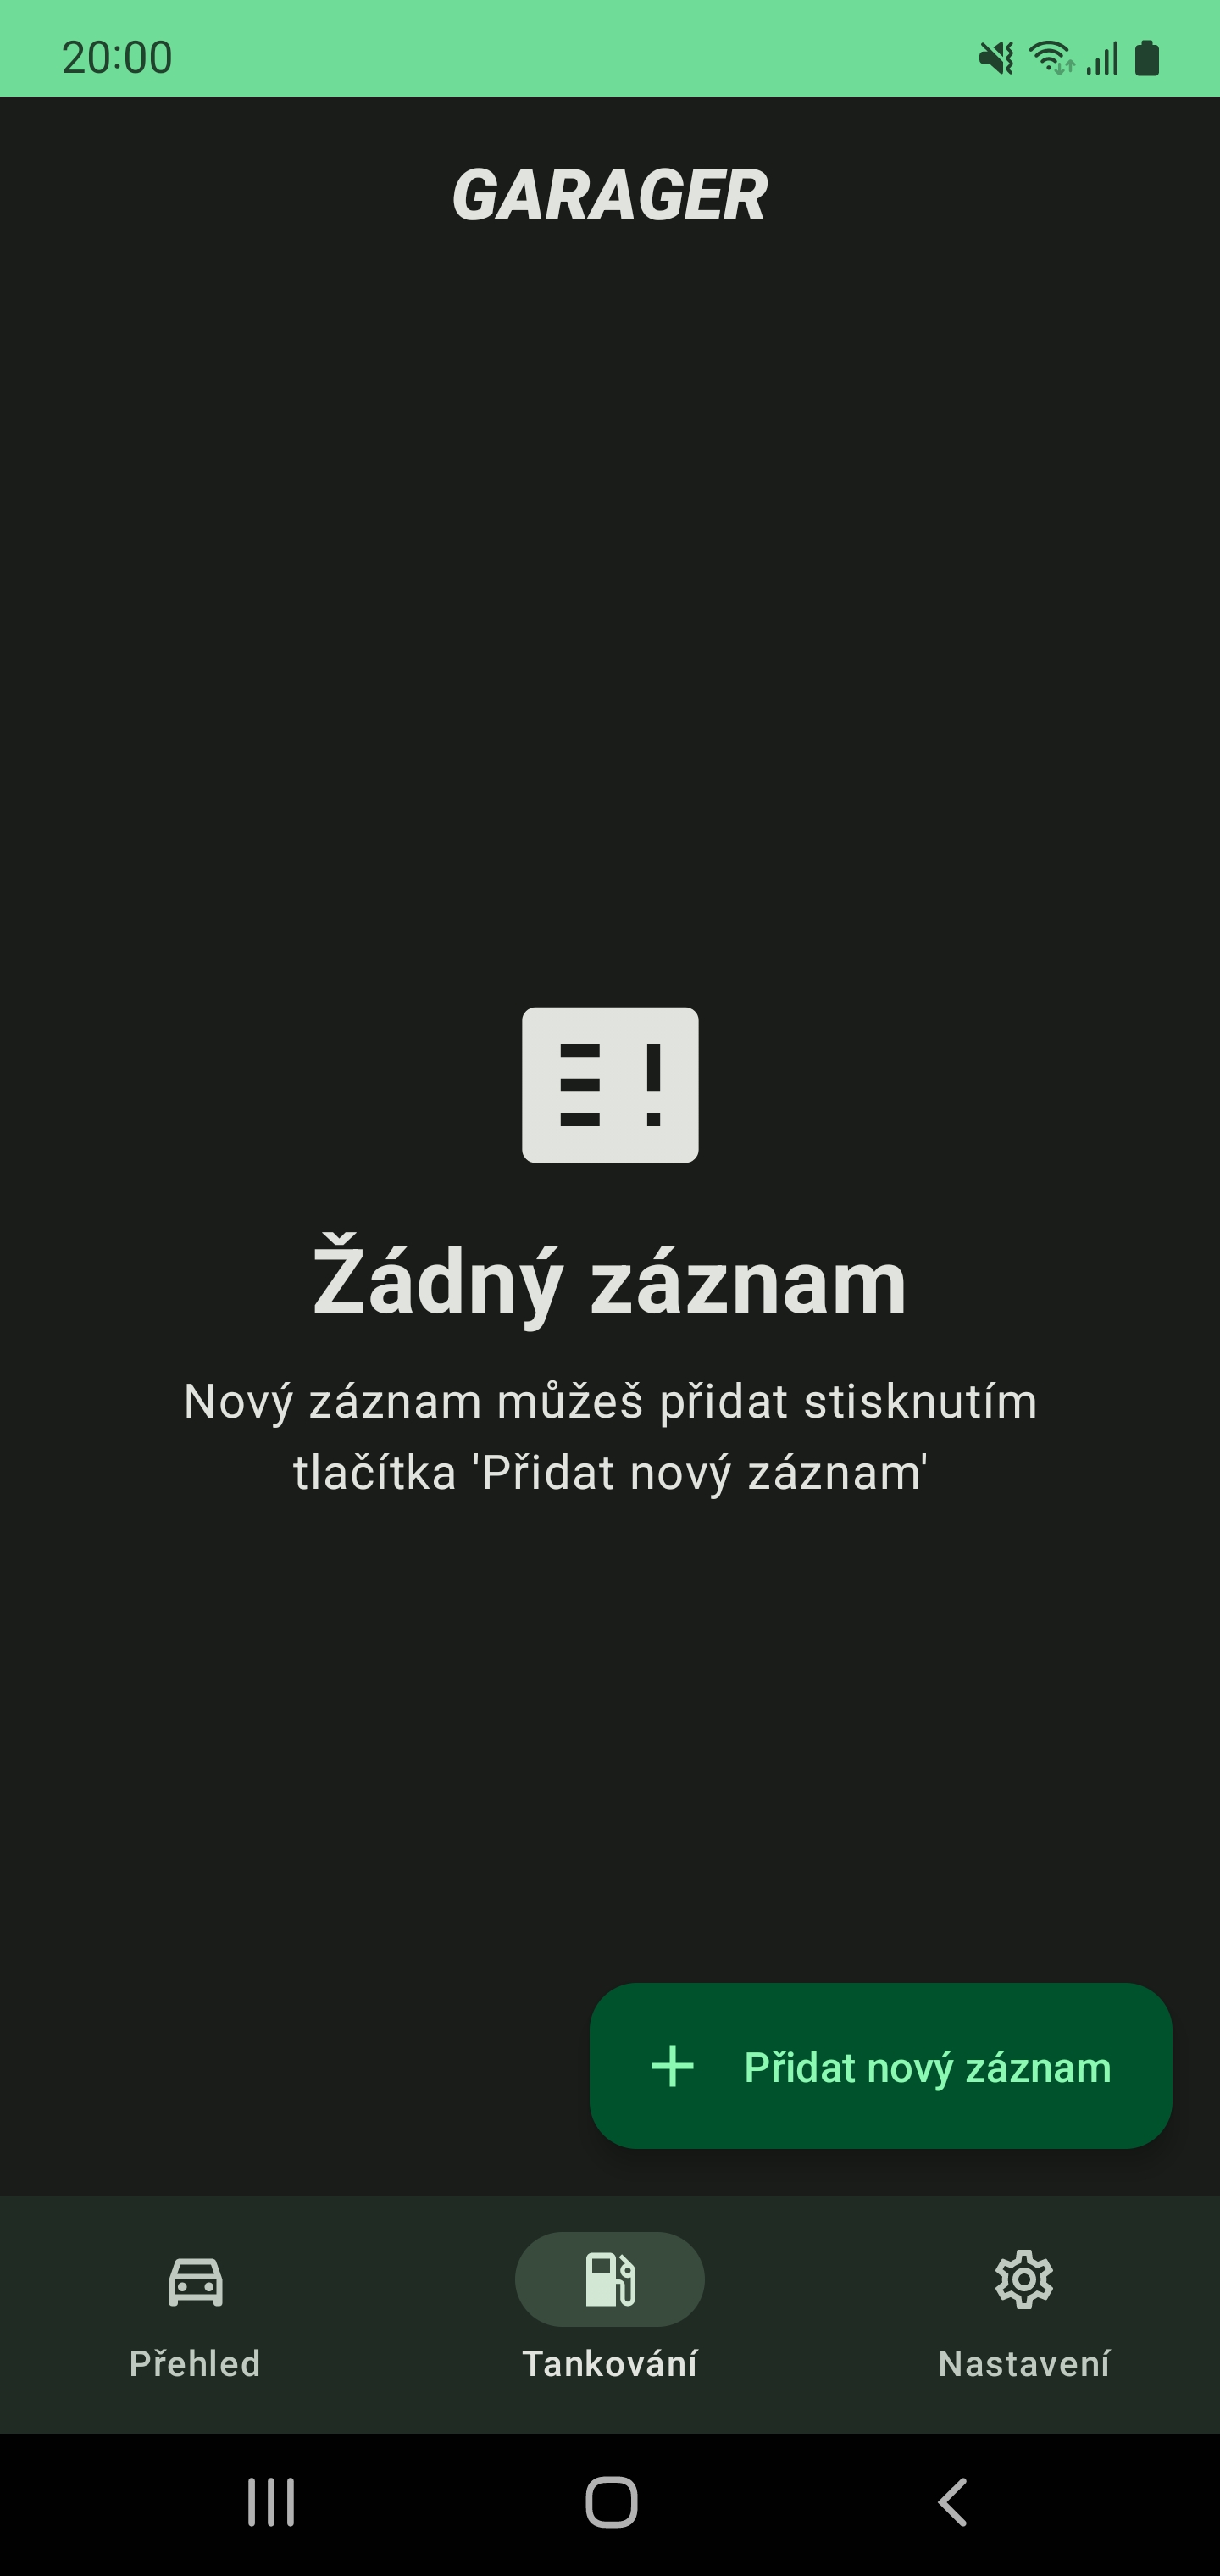 20:00
GARAGER
Žádný záznam
Nový záznam můžeš přidat stisknutím
tlačítka 'Přidat nový záznam'
Přidat nový záznam
Přehled
Tankování
Nastavení